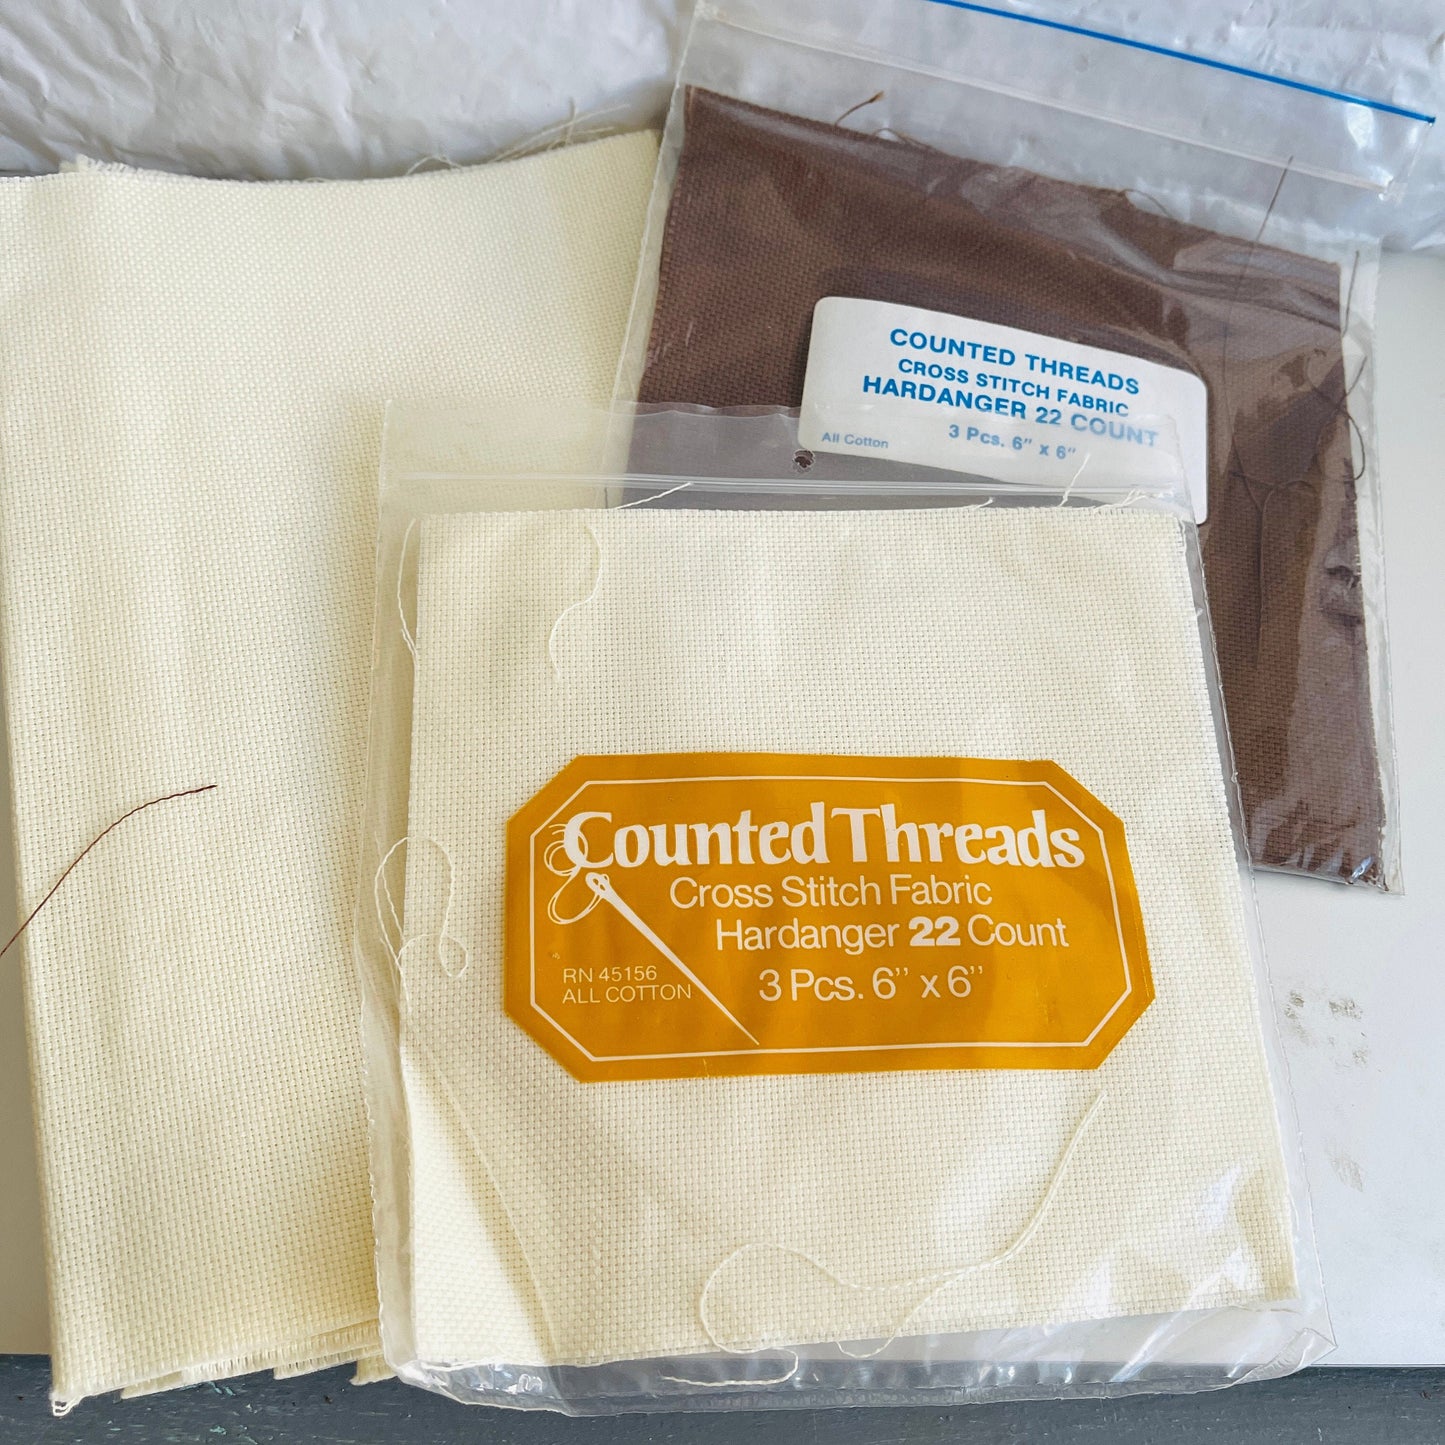 COUNTED THREADS
CROSS STITCH FABRIC
HARDANGER 22 COUNT
3 Pcs. 6" x 6"
All Cotton
Counted Threads
Cross Stitch Fabric
Hardanger 22 Count
3 Pcs. 6'' x 6''
RN 45156
ALL COTTON